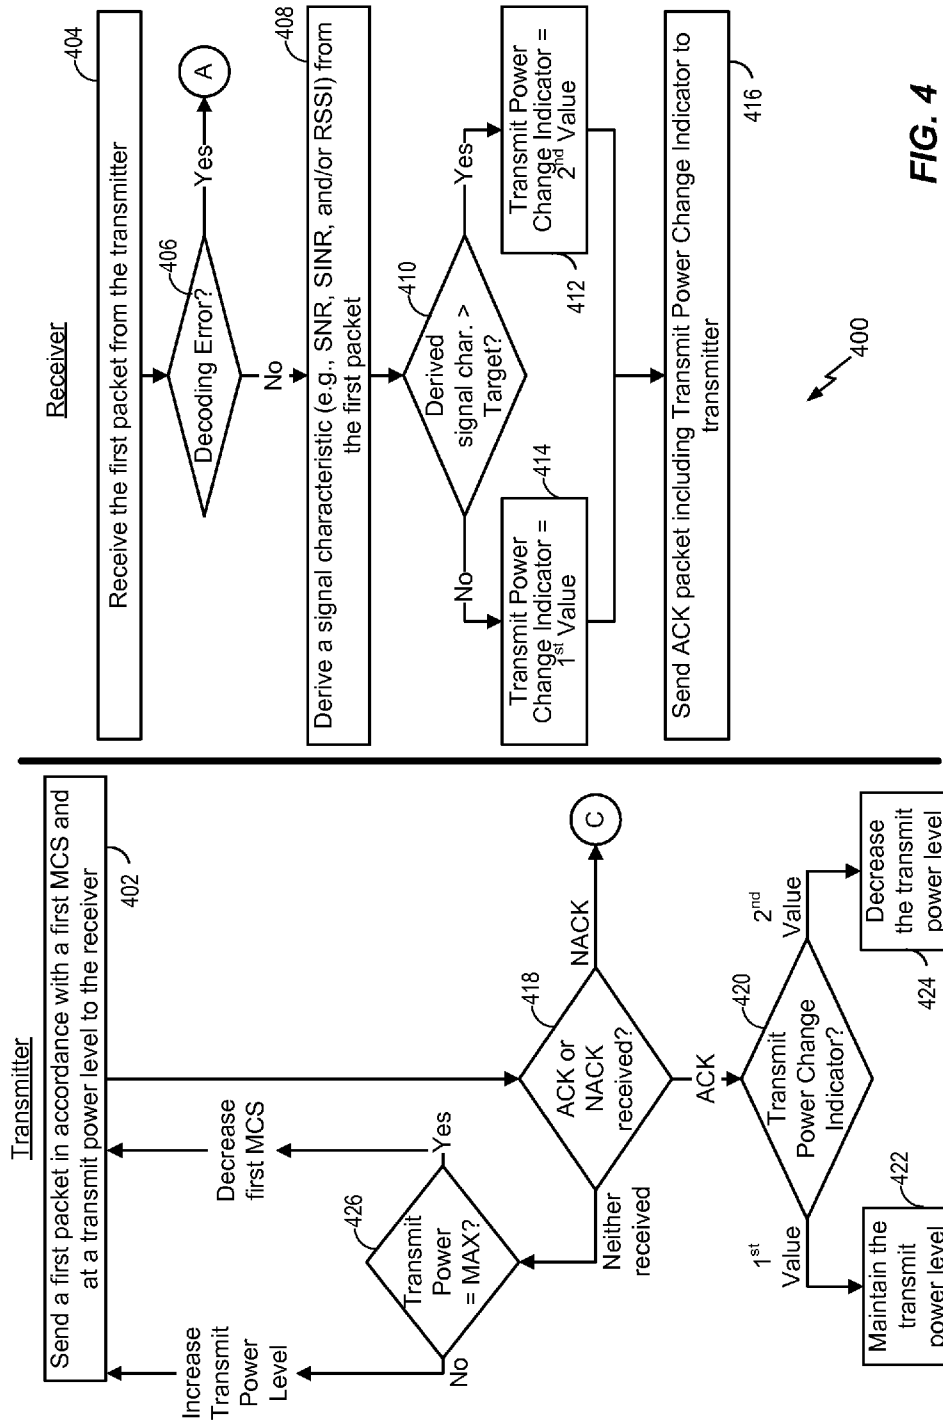 Transmitter
Send a first packet in accordance with a first MCS and
at a transmit power level to the receiver
402
Increase
Transmit
Power
Level
Decrease
first MCS
No
Yes
Transmit
Power
= MAX?
426
Neither
received
ACK or
NACK
received?
418
NACK
C
ACK
Transmit
Power Change
Indicator?
420
1st
Value
2nd
Value
Maintain the
transmit
power level
422
Decrease
the transmit
power level
424
Receiver
Receive the first packet from the transmitter
404
Decoding Error?
406
Yes
A
No
Derive a signal characteristic (e.g., SNR, SINR, and/or RSSI) from
the first packet
408
Derived
signal char. >
Target?
410
No
Yes
Transmit Power
Change Indicator =
1st Value
414
Transmit Power
Change Indicator =
2nd Value
412
Send ACK packet including Transmit Power Change Indicator to
transmitter
416
400
FIG. 4